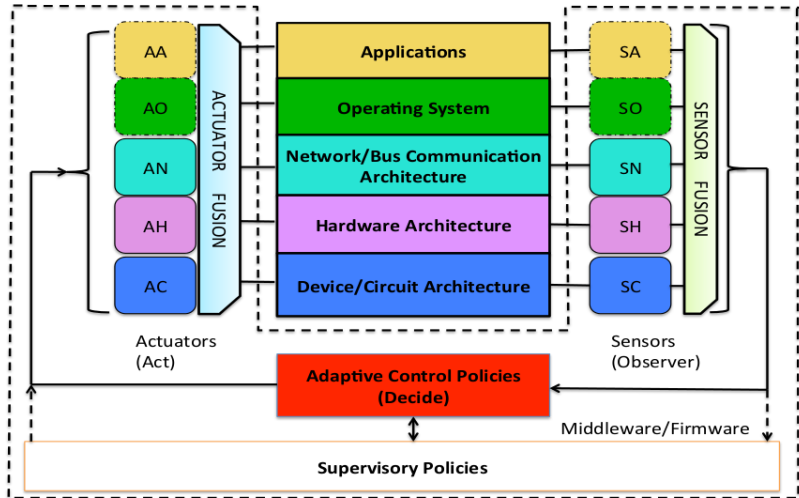 AA
AO
AN
AH
AC
ACTUATOR FUSION
Applications
Operating System
Network/Bus Communication
Architecture
Hardware Architecture
Device/Circuit Architecture
SA
SO
SN
SH
SC
SENSOR FUSION
Actuators
(Act)
Sensors
(Observer)
Adaptive Control Policies
(Decide)
Middleware/Firmware
Supervisory Policies